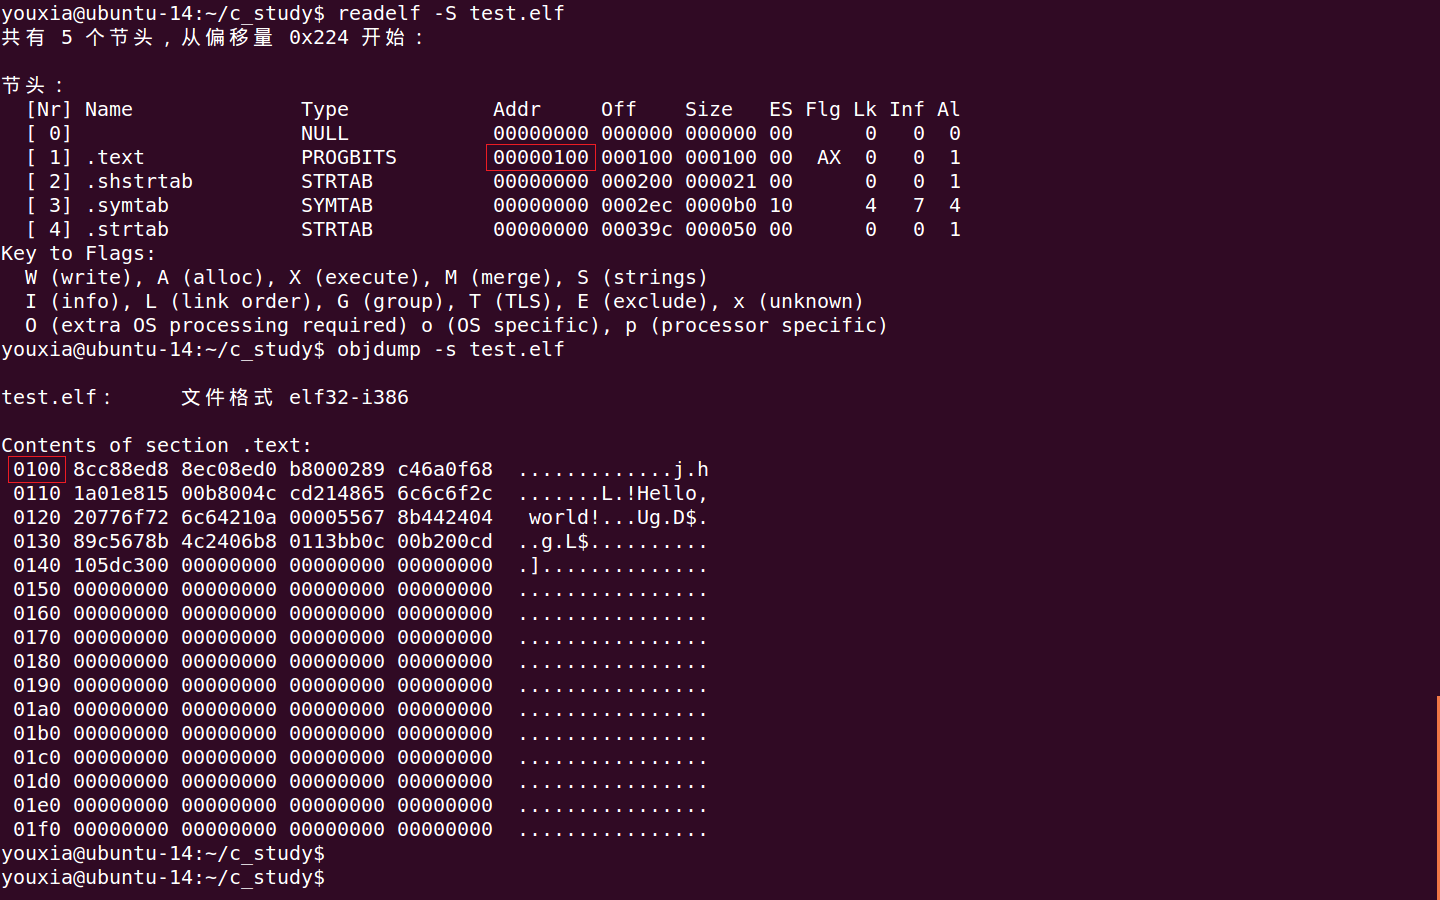 youxia@ubuntu-14:~/c_study$ readelf -S test.elf
共有 5 个节头，从偏移量 0x224 开始：
节头：
  [Nr] Name              Type            Addr     Off    Size   ES Flg Lk Inf Al
  [ 0]                   NULL            00000000 000000 000000 00      0   0  0
  [ 1] .text             PROGBITS        00000100 000100 000100 00  AX  0   0  1
  [ 2] .shstrtab         STRTAB          00000000 000200 000021 00      0   0  1
  [ 3] .symtab           SYMTAB          00000000 0002ec 0000b0 10      4   7  4
  [ 4] .strtab           STRTAB          00000000 00039c 000050 00      0   0  1
Key to Flags:
  W (write), A (alloc), X (execute), M (merge), S (strings)
  I (info), L (link order), G (group), T (TLS), E (exclude), x (unknown)
  O (extra OS processing required) o (OS specific), p (processor specific)
youxia@ubuntu-14:~/c_study$ objdump -s test.elf
test.elf：     文件格式 elf32-i386
Contents of section .text:
 0100 8cc88ed8 8ec08ed0 b8000289 c46a0f68  .............j.h
 0110 1a01e815 00b8004c cd214865 6c6c6f2c  .......L.!Hello,
 0120 20776f72 6c64210a 00005567 8b442404   world!...Ug.D$.
 0130 89c5678b 4c2406b8 0113bb0c 00b200cd  ..g.L$..........
 0140 105dc300 00000000 00000000 00000000  .]..............
 0150 00000000 00000000 00000000 00000000  ................
 0160 00000000 00000000 00000000 00000000  ................
 0170 00000000 00000000 00000000 00000000  ................
 0180 00000000 00000000 00000000 00000000  ................
 0190 00000000 00000000 00000000 00000000  ................
 01a0 00000000 00000000 00000000 00000000  ................
 01b0 00000000 00000000 00000000 00000000  ................
 01c0 00000000 00000000 00000000 00000000  ................
 01d0 00000000 00000000 00000000 00000000  ................
 01e0 00000000 00000000 00000000 00000000  ................
 01f0 00000000 00000000 00000000 00000000  ................
youxia@ubuntu-14:~/c_study$
youxia@ubuntu-14:~/c_study$